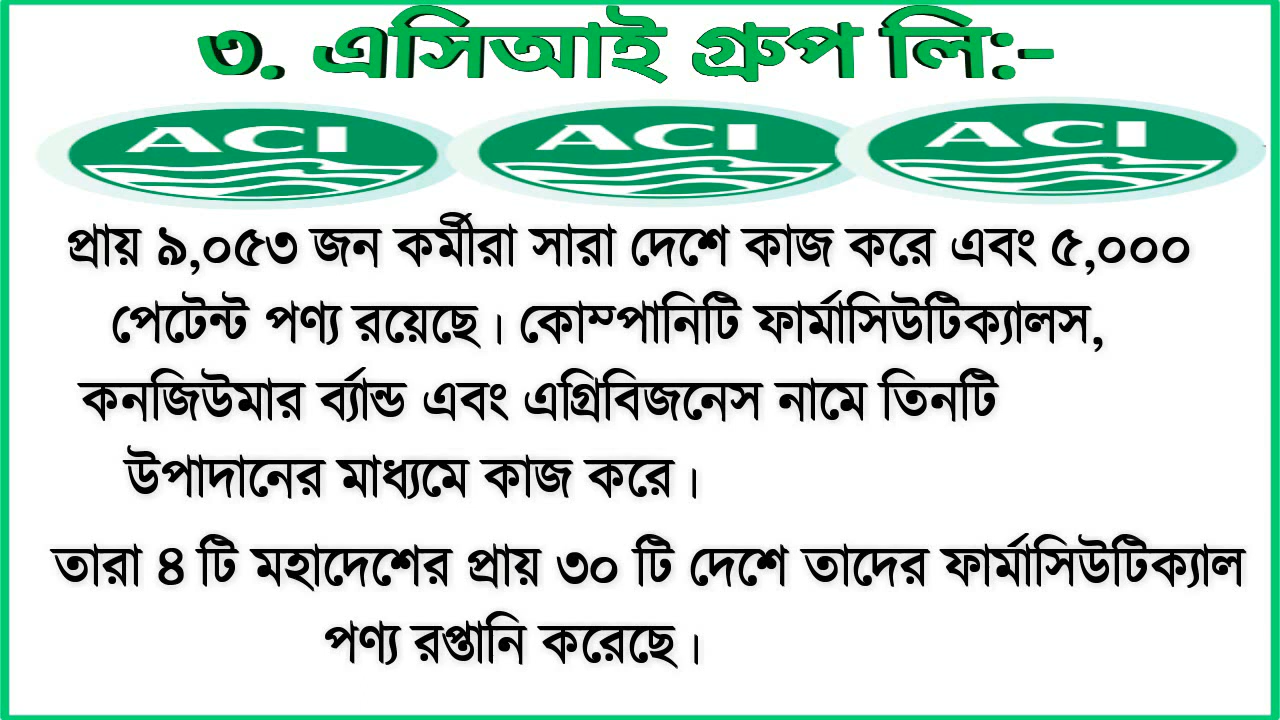 ৩. এসিআই গ্রুপ লি:-
ACI ACI ACI
প্রায় ৯,০৫৩ জন কর্মীরা সারা দেশে কাজ করে এবং ৫,০০০
পেটেন্ট পণ্য রয়েছে। কোম্পানিটি ফার্মাসিউটিক্যালস,
কনজিউমার র্ব্যান্ড এবং এগ্রিবিজনেস নামে তিনটি
উপাদানের মাধ্যমে কাজ করে।
তারা ৪ টি মহাদেশের প্রায় ৩০ টি দেশে তাদের ফার্মাসিউটিক্যাল
পণ্য রপ্তানি করেছে।